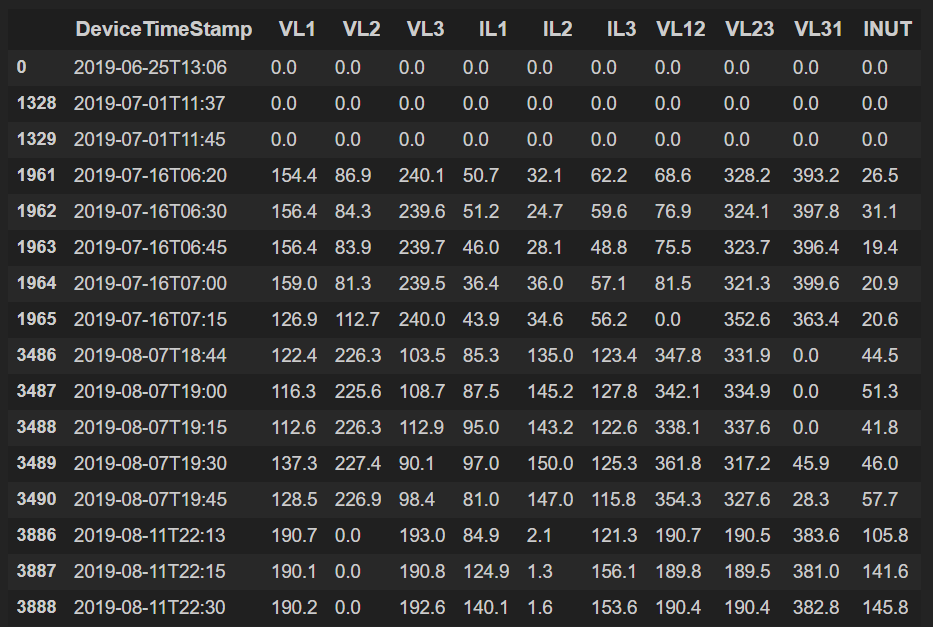 DeviceTimeStamp VL1 VL2 VL3 IL1 IL2 IL3 VL12 VL23 VL31 INUT
0 2019-06-25T13:06 0.0 0.0 0.0 0.0 0.0 0.0 0.0 0.0 0.0 0.0
1328 2019-07-01T11:37 0.0 0.0 0.0 0.0 0.0 0.0 0.0 0.0 0.0 0.0
1329 2019-07-01T11:45 0.0 0.0 0.0 0.0 0.0 0.0 0.0 0.0 0.0 0.0
1961 2019-07-16T06:20 154.4 86.9 240.1 50.7 32.1 62.2 68.6 328.2 393.2 26.5
1962 2019-07-16T06:30 156.4 84.3 239.6 51.2 24.7 59.6 76.9 324.1 397.8 31.1
1963 2019-07-16T06:45 156.4 83.9 239.7 46.0 28.1 48.8 75.5 323.7 396.4 19.4
1964 2019-07-16T07:00 159.0 81.3 239.5 36.4 36.0 57.1 81.5 321.3 399.6 20.9
1965 2019-07-16T07:15 126.9 112.7 240.0 43.9 34.6 56.2 0.0 352.6 363.4 20.6
3486 2019-08-07T18:44 122.4 226.3 103.5 85.3 135.0 123.4 347.8 331.9 0.0 44.5
3487 2019-08-07T19:00 116.3 225.6 108.7 87.5 145.2 127.8 342.1 334.9 0.0 51.3
3488 2019-08-07T19:15 112.6 226.3 112.9 95.0 143.2 122.6 338.1 337.6 0.0 41.8
3489 2019-08-07T19:30 137.3 227.4 90.1 97.0 150.0 125.3 361.8 317.2 45.9 46.0
3490 2019-08-07T19:45 128.5 226.9 98.4 81.0 147.0 115.8 354.3 327.6 28.3 57.7
3886 2019-08-11T22:13 190.7 0.0 193.0 84.9 2.1 121.3 190.7 190.5 383.6 105.8
3887 2019-08-11T22:15 190.1 0.0 190.8 124.9 1.3 156.1 189.8 189.5 381.0 141.6
3888 2019-08-11T22:30 190.2 0.0 192.6 140.1 1.6 153.6 190.4 190.4 382.8 145.8